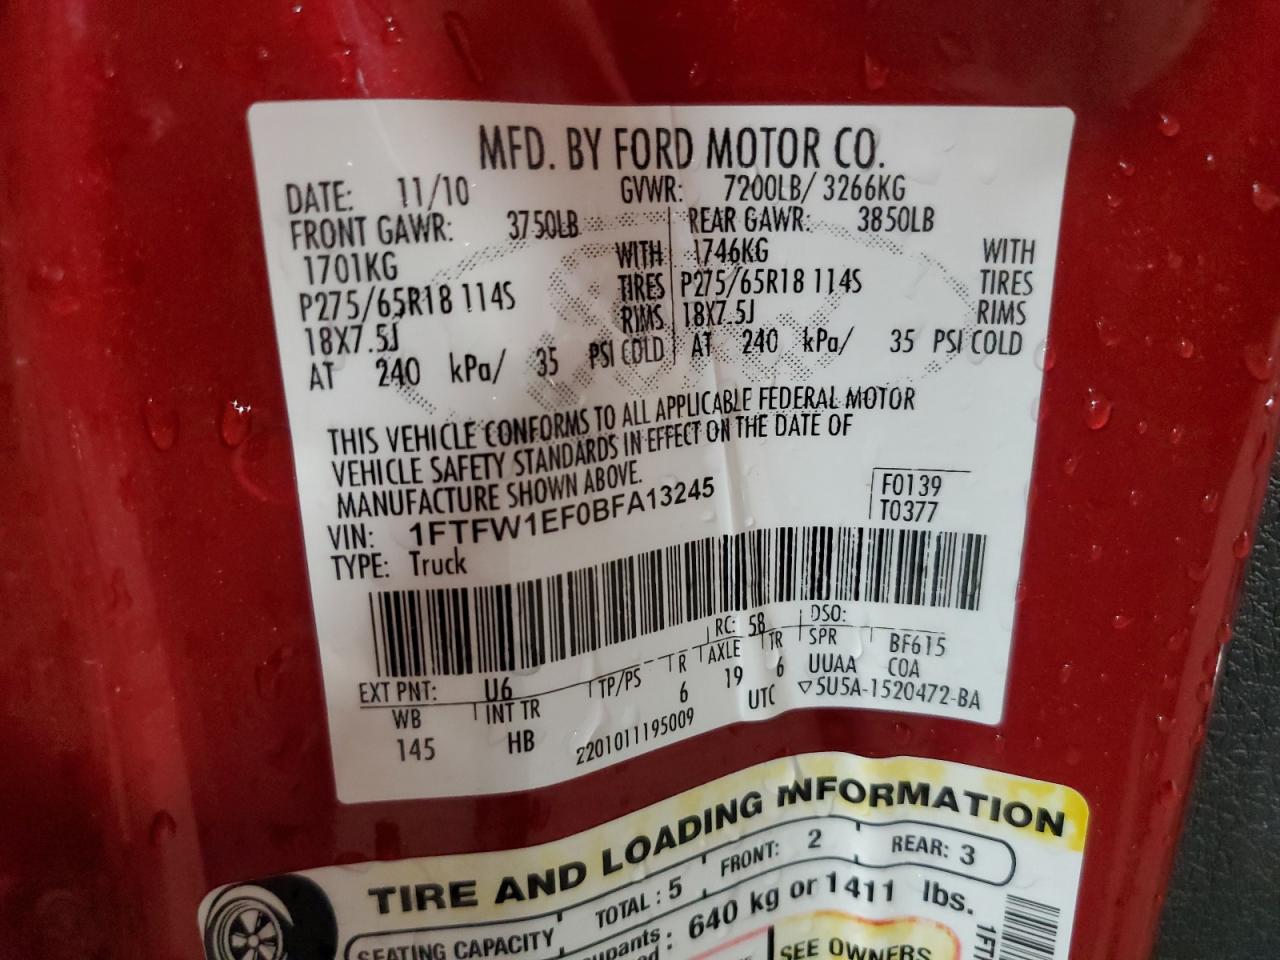 MFD. BY FORD MOTOR CO.
DATE: 11/10 GVWR: 7200LB/ 3266KG
FRONT GAWR: 3750LB REAR GAWR: 3850LB
1701KG WITH 1746KG WITH
P275/65R18 114S TIRES P275/65R18 114S TIRES
18X7.5J RIMS 18X7.5J RIMS
AT 240 kPa/ 35 PSI COLD AT 240 kPa/ 35 PSI COLD
THIS VEHICLE CONFORMS TO ALL APPLICABLE FEDERAL MOTOR
VEHICLE SAFETY STANDARDS IN EFFECT ON THE DATE OF
MANUFACTURE SHOWN ABOVE.
VIN: 1FTFW1EF0BFA13245 F0139
TYPE: Truck T0377
EXT PNT: U6 RC: 58 DSO:
WB INT TR TP/PS R AXLE TR SPR BF615
145 HB 6 19 6 UUAA COA
2201011195009 UTC ▽5U5A-1520472-BA
TIRE AND LOADING INFORMATION
SEATING CAPACITY TOTAL : 5 FRONT: 2 REAR: 3
640 kg or 1411 lbs.
SEE OWNERS
1FT